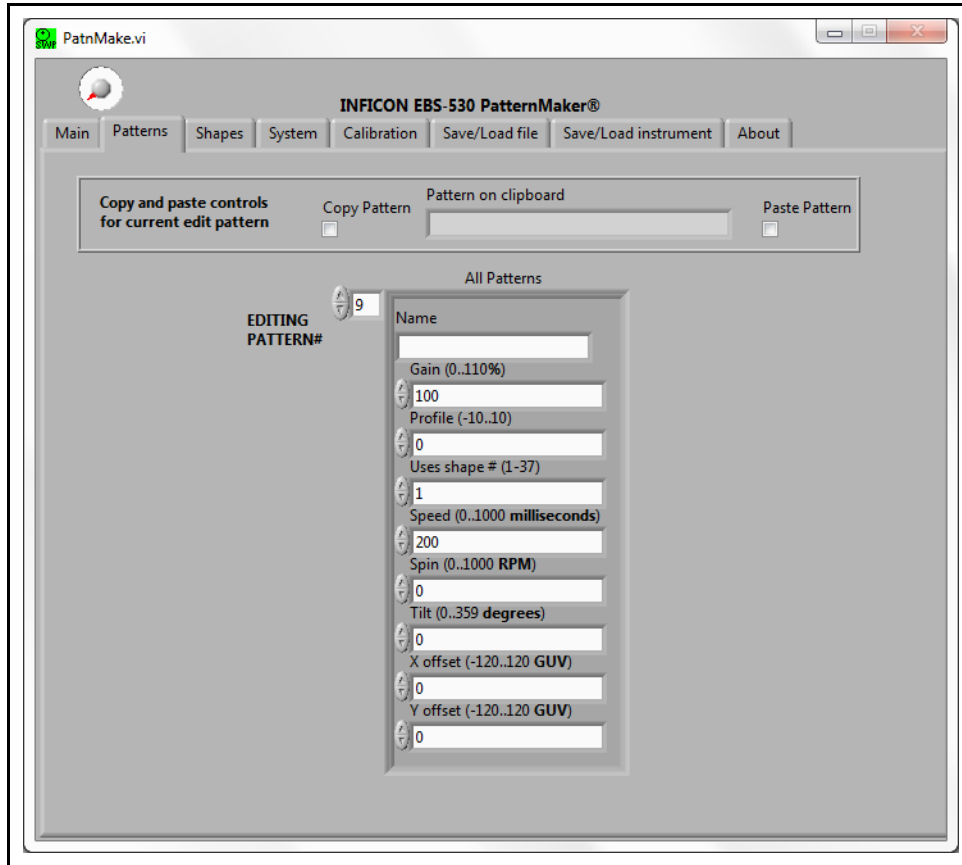 SWP PatnMake.vi
INFICON EBS-530 PatternMaker®
Main Patterns Shapes System Calibration Save/Load file Save/Load instrument About
Copy and paste controls
for current edit pattern
Copy Pattern
Pattern on clipboard
Paste Pattern
All Patterns
EDITING
PATTERN#
9
Name
Gain (0..110%)
100
Profile (-10..10)
0
Uses shape # (1-37)
1
Speed (0..1000 milliseconds)
200
Spin (0..1000 RPM)
0
Tilt (0..359 degrees)
0
X offset (-120..120 GUV)
0
Y offset (-120..120 GUV)
0